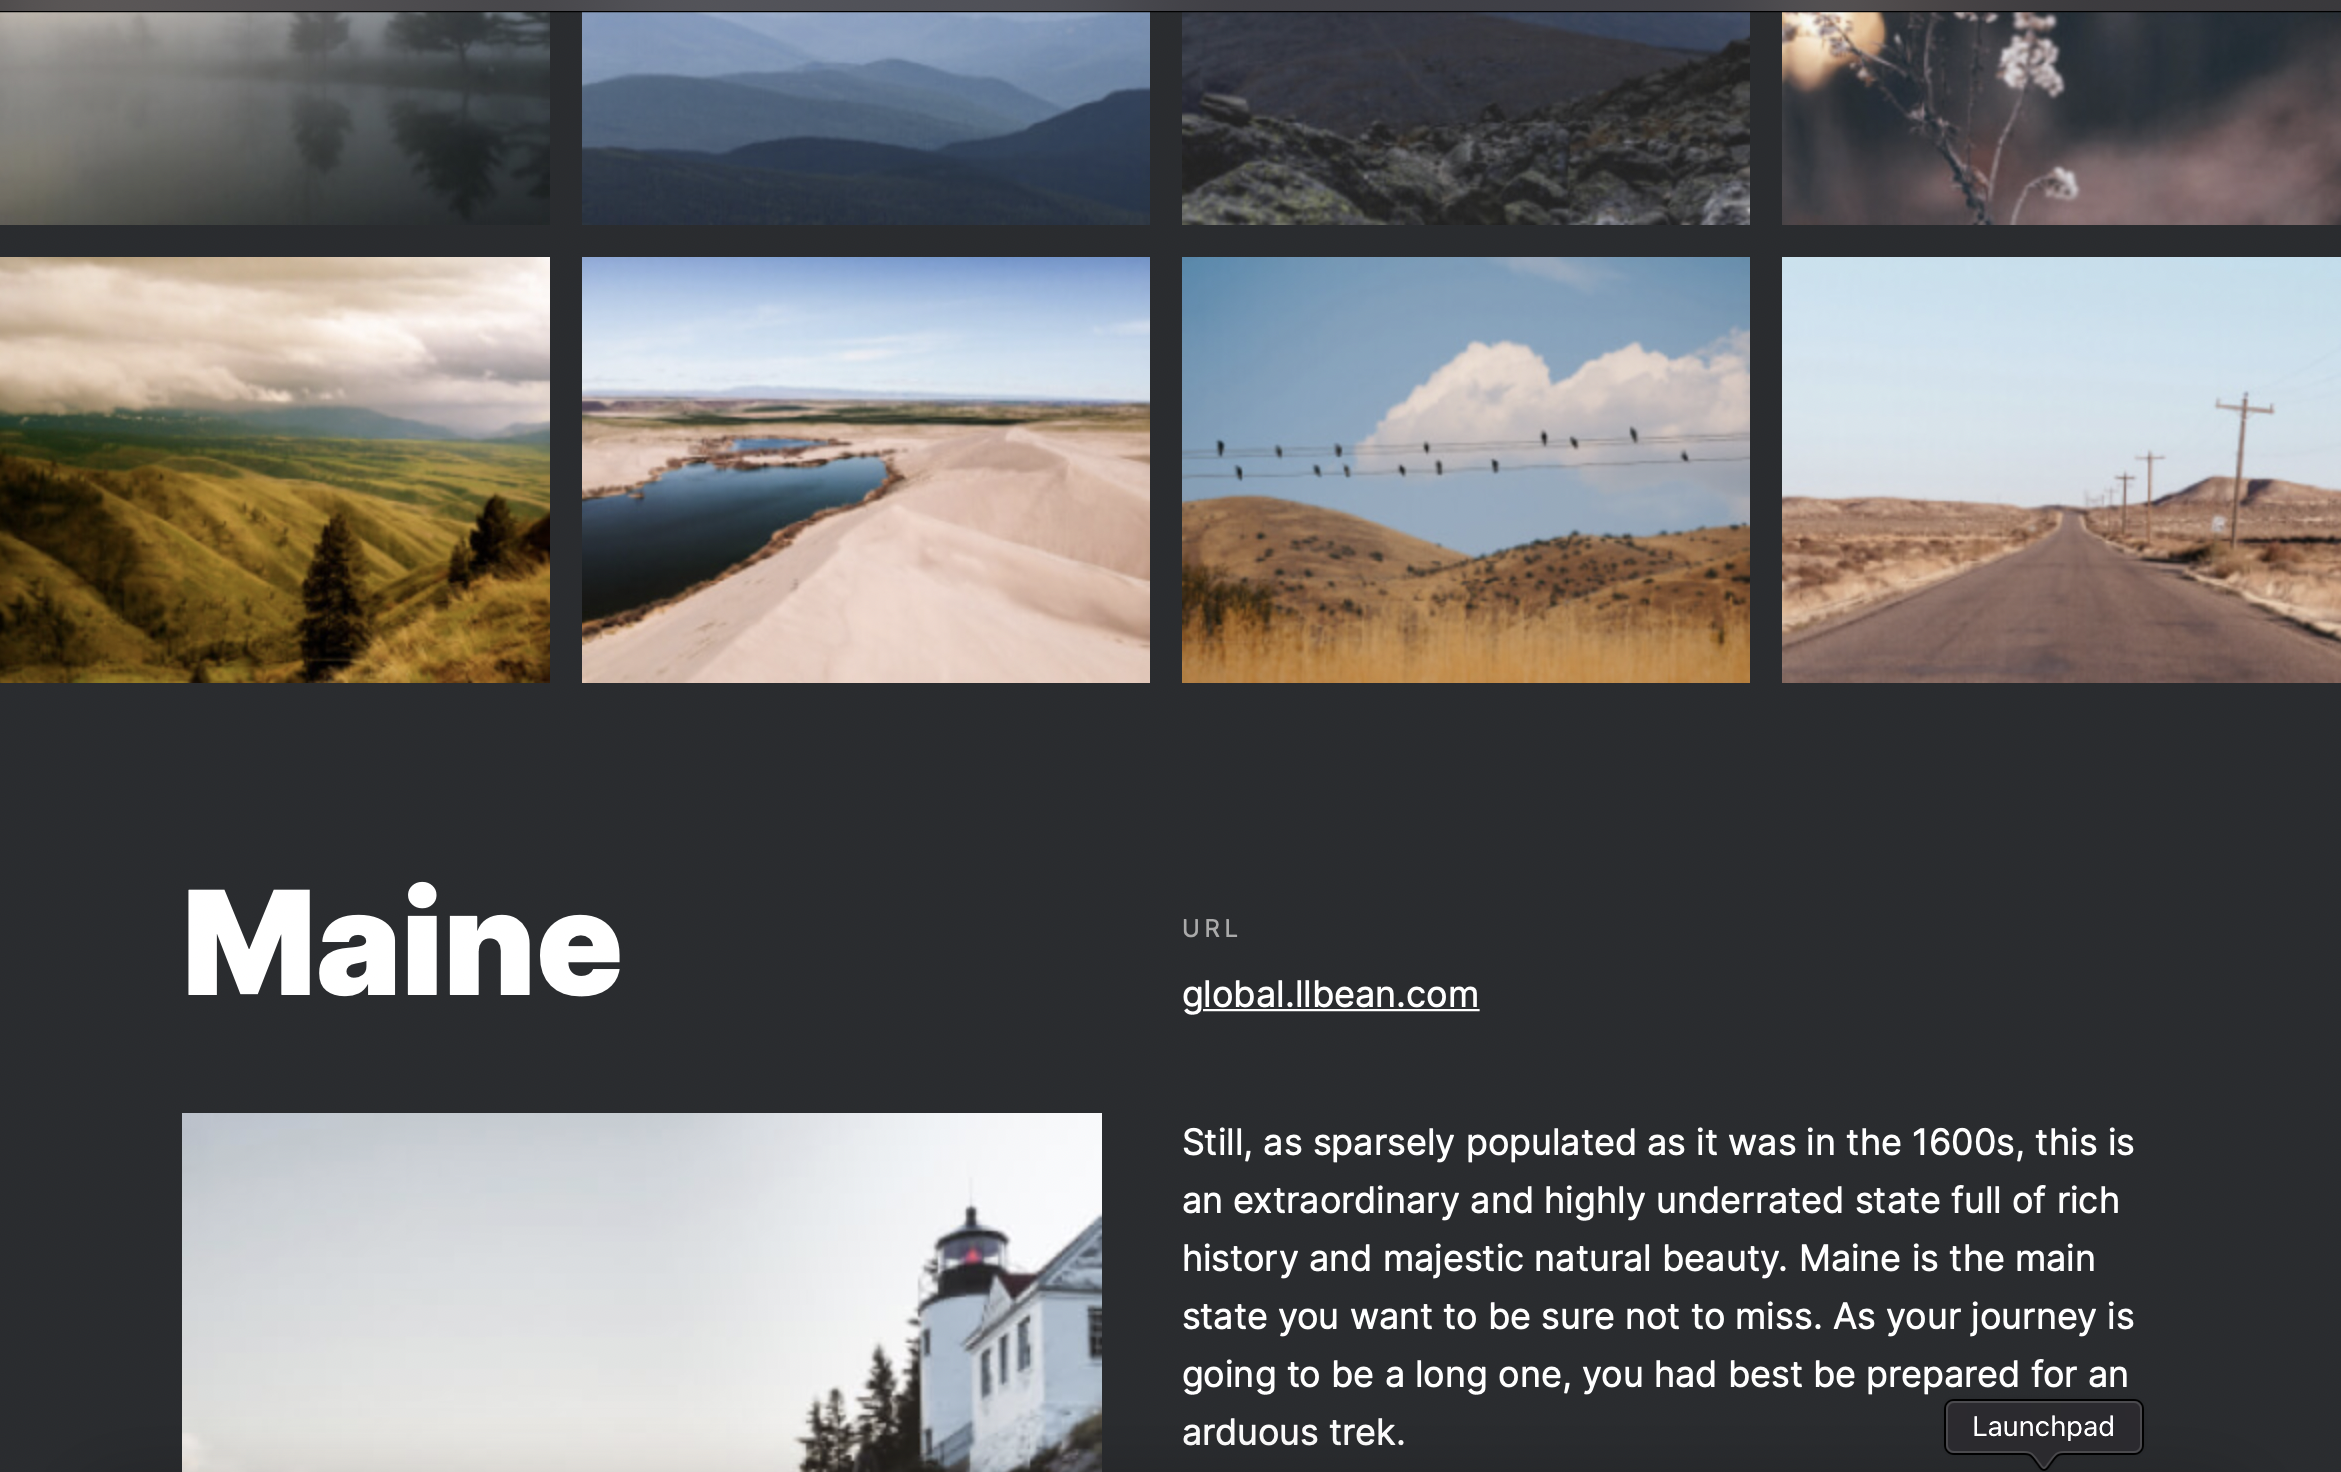 Maine
URL
global.llbean.com
Still, as sparsely populated as it was in the 1600s, this is
an extraordinary and highly underrated state full of rich
history and majestic natural beauty. Maine is the main
state you want to be sure not to miss. As your journey is
going to be a long one, you had best be prepared for an
arduous trek.
Launchpad